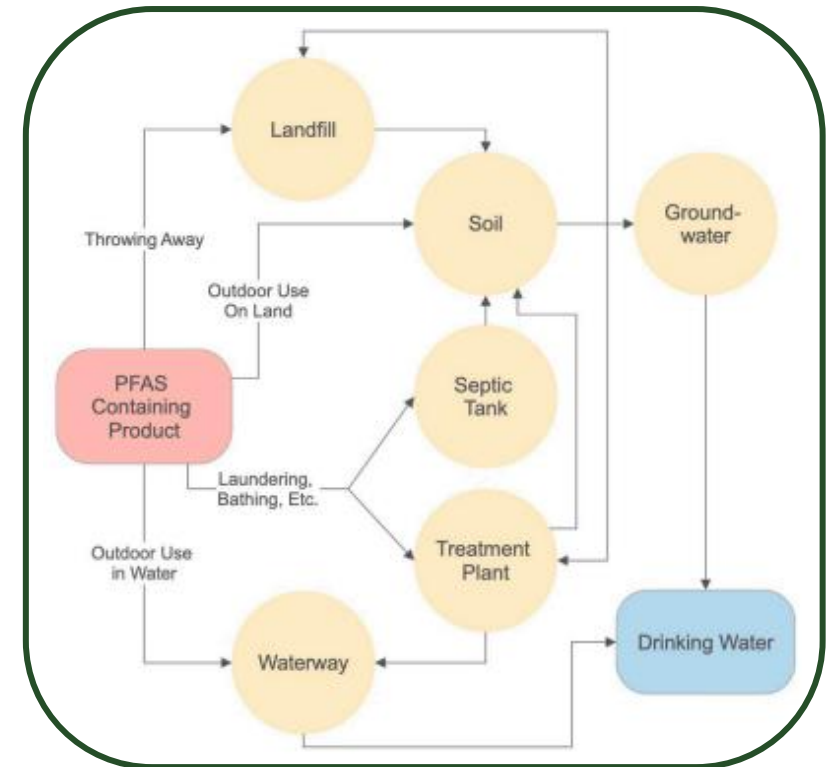 Landfill
Throwing Away
Soil
Ground-
water
Outdoor Use
On Land
PFAS
Containing
Product
Septic
Tank
Laundering,
Bathing, Etc.
Outdoor Use
in Water
Treatment
Plant
Waterway
Drinking Water